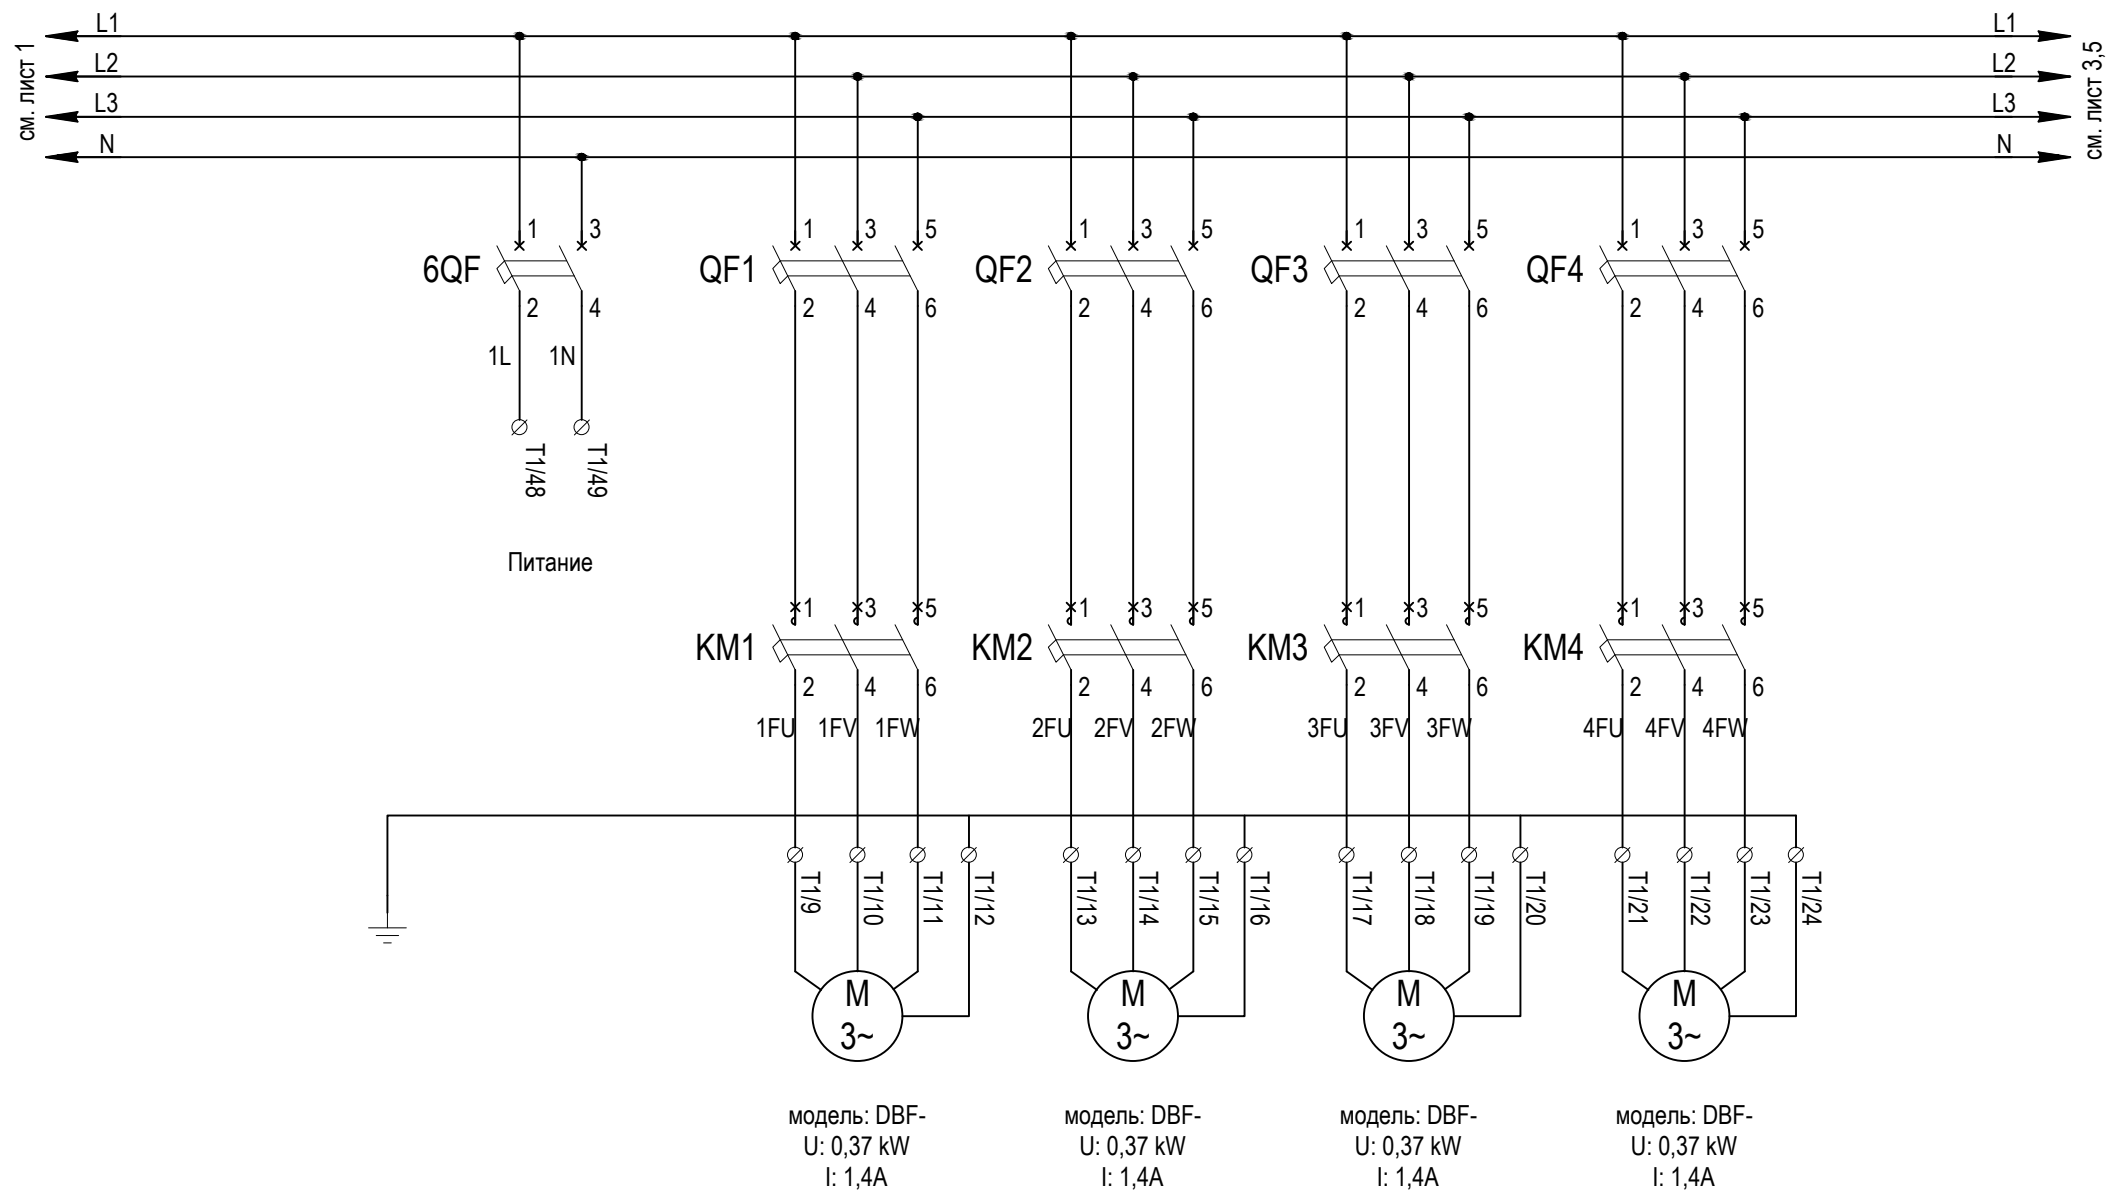 L1 L1
L2 L2
L3 L3
N N
см. лист 1
см. лист 3,5
1 3 1 3 5 1 3 5 1 3 5 1 3 5
6QF QF1 QF2 QF3 QF4
2 4 2 4 6 2 4 6 2 4 6 2 4 6
1L 1N
T1/48 T1/49
Питание
1 3 5 1 3 5 1 3 5 1 3 5
KM1 KM2 KM3 KM4
2 4 6 2 4 6 2 4 6 2 4 6
1FU 1FV 1FW 2FU 2FV 2FW 3FU 3FV 3FW 4FU 4FV 4FW
T1/9 T1/10 T1/11 T1/12 T1/13 T1/14 T1/15 T1/16 T1/17 T1/18 T1/19 T1/20 T1/21 T1/22 T1/23 T1/24
M M M M
3~ 3~ 3~ 3~
модель: DBF- модель: DBF- модель: DBF- модель: DBF-
U: 0,37 kW U: 0,37 kW U: 0,37 kW U: 0,37 kW
I: 1,4A I: 1,4A I: 1,4A I: 1,4A